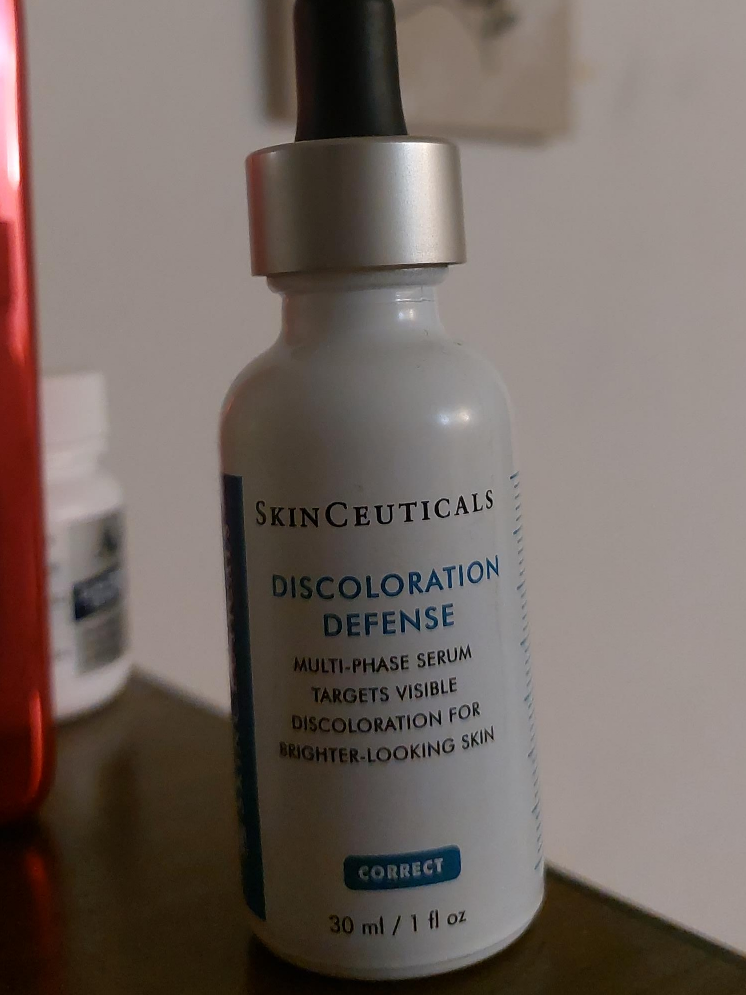 SKINCEUTICALS
DISCOLORATION
DEFENSE
MULTI-PHASE SERUM
TARGETS VISIBLE
DISCOLORATION FOR
BRIGHTER-LOOKING SKIN
CORRECT
30 ml / 1 fl oz